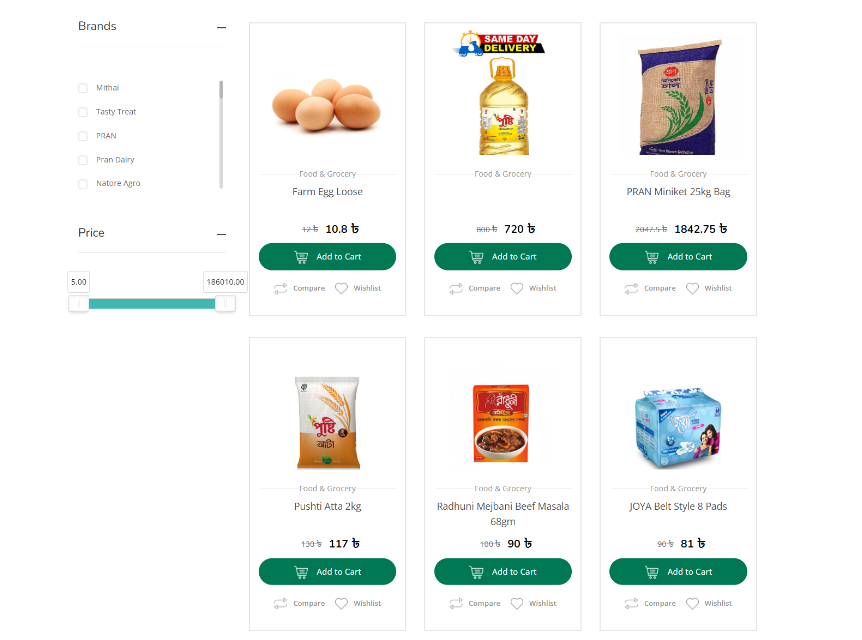 Brands
Mithai
Tasty Treat
PRAN
Pran Dairy
Natore Agro
Price
5.00
186010.00
Food & Grocery
Farm Egg Loose
12 ৳ 10.8 ৳
Add to Cart
Compare Wishlist
SAME DAY
DELIVERY
পুষ্টি
Food & Grocery
800 ৳ 720 ৳
Add to Cart
Compare Wishlist
Food & Grocery
PRAN Miniket 25kg Bag
2047.5 ৳ 1842.75 ৳
Add to Cart
Compare Wishlist
পুষ্টি
আটা
Food & Grocery
Pushti Atta 2kg
130 ৳ 117 ৳
Add to Cart
Compare Wishlist
রাঁধুনী
Food & Grocery
Radhuni Mejbani Beef Masala
68gm
100 ৳ 90 ৳
Add to Cart
Compare Wishlist
Food & Grocery
JOYA Belt Style 8 Pads
90 ৳ 81 ৳
Add to Cart
Compare Wishlist